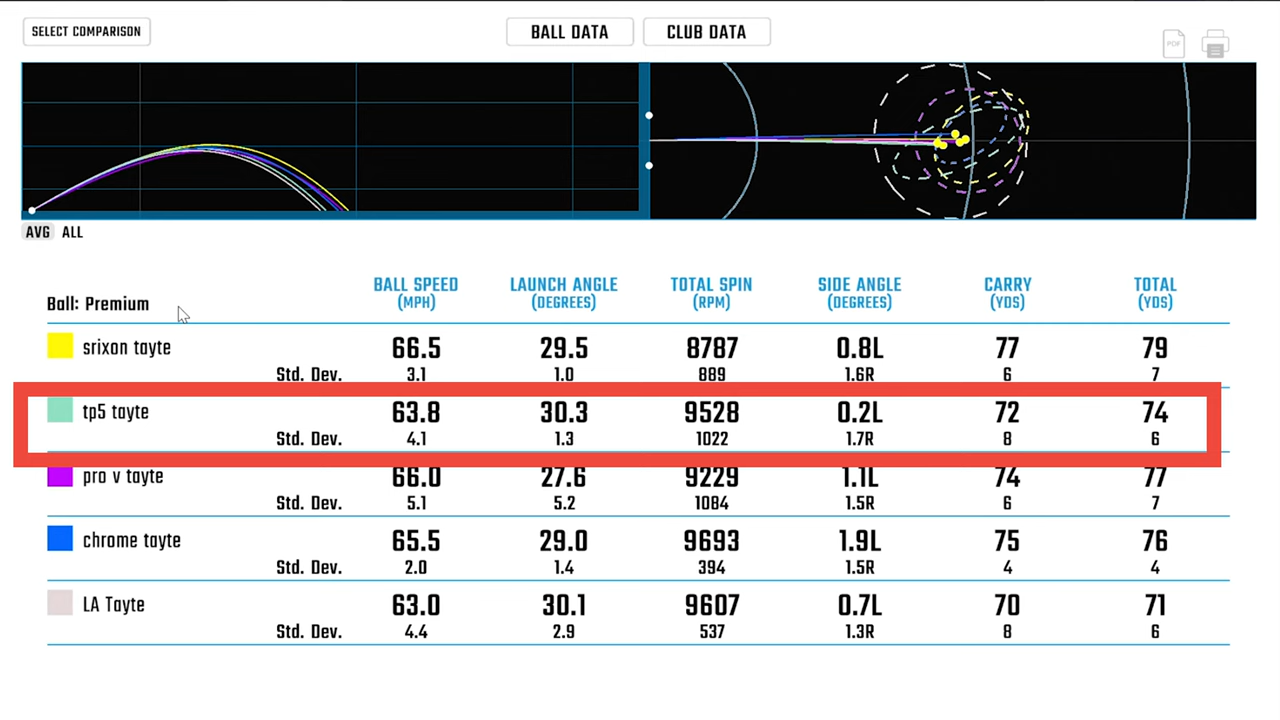 SELECT COMPARISON
BALL DATA
CLUB DATA
PDF
AVG ALL
BALL SPEED LAUNCH ANGLE TOTAL SPIN SIDE ANGLE CARRY TOTAL
Ball: Premium (MPH) (DEGREES) (RPM) (DEGREES) (YDS) (YDS)
srixon tayte 66.5 29.5 8787 0.8L 77 79
Std. Dev. 3.1 1.0 889 1.6R 6 7
tp5 tayte 63.8 30.3 9528 0.2L 72 74
Std. Dev. 4.1 1.3 1022 1.7R 8 6
pro v tayte 66.0 27.6 9229 1.1L 74 77
Std. Dev. 5.1 5.2 1084 1.5R 6 7
chrome tayte 65.5 29.0 9693 1.9L 75 76
Std. Dev. 2.0 1.4 394 1.5R 4 4
LA Tayte 63.0 30.1 9607 0.7L 70 71
Std. Dev. 4.4 2.9 537 1.3R 8 6